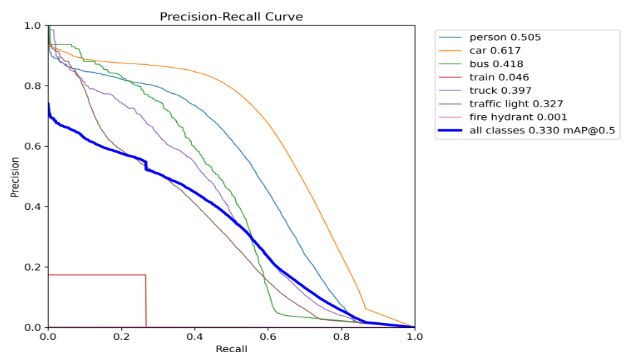 Precision-Recall Curve
1.0
0.8
0.6
0.4
0.2
0.0
Precision
0.0 0.2 0.4 0.6 0.8 1.0
Recall
person 0.505
car 0.617
bus 0.418
train 0.046
truck 0.397
traffic light 0.327
fire hydrant 0.001
all classes 0.330 mAP@0.5